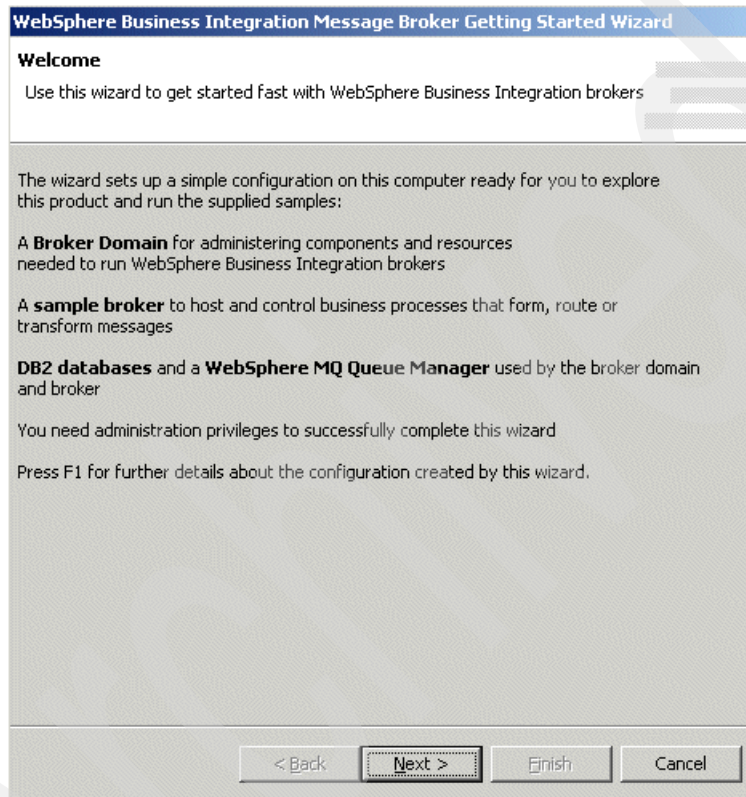 WebSphere Business Integration Message Broker Getting Started Wizard
Welcome
Use this wizard to get started fast with WebSphere Business Integration brokers
The wizard sets up a simple configuration on this computer ready for you to explore
this product and run the supplied samples:
A Broker Domain for administering components and resources
needed to run WebSphere Business Integration brokers
A sample broker to host and control business processes that form, route or
transform messages
DB2 databases and a WebSphere MQ Queue Manager used by the broker domain
and broker
You need administration privileges to successfully complete this wizard
Press F1 for further details about the configuration created by this wizard.
< Back Next > Finish Cancel